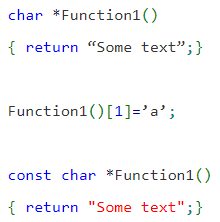 char *Function1()
{ return “Some text”;}
Function1()[1]=’a’;
const char *Function1()
{ return "Some text";}